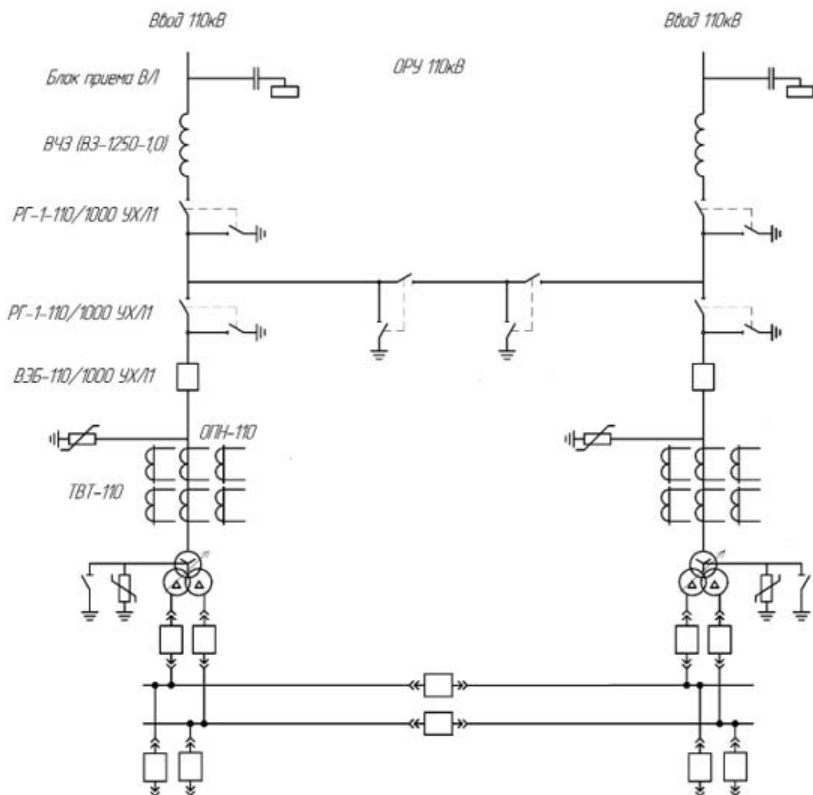 Ввод 110кВ
Ввод 110кВ
Блок приема ВЛ
ОРУ 110кВ
ВЧЗ (ВЗ-1250-1,0)
РГ-1-110/1000 УХЛ1
РГ-1-110/1000 УХЛ1
ВЭБ-110/1000 УХЛ1
ОПН-110
ТВТ-110